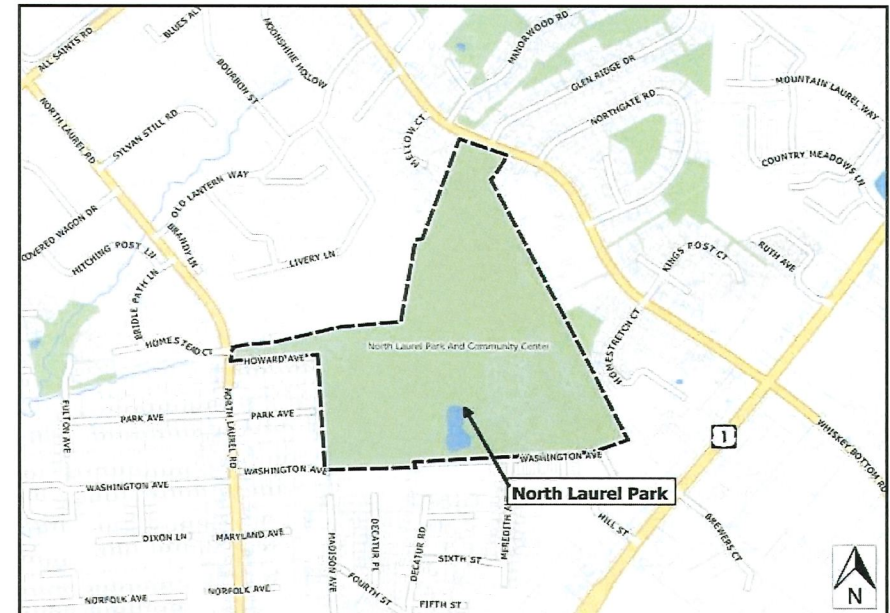 ALL SAINTS RD
BLUES AL
MOONSHINE HOLLOW
MANORWOOD RD
GLEN RIDGE DR
BOURBON ST
NORTHGATE RD
MOUNTAIN LAUREL WAY
NORTH LAUREL RD
SYLVAN STILL RD
MELLOW CT
COUNTRY MEADOWS LN
OLD LANTERN WAY
COVERED WAGON DR
BRANDY LN
HITCHING POST LN
LIVERY LN
KINGS POST CT
RUTH AVE
BRIDLE PATH LN
HOMESTEAD CT
HOWARD AVE
North Laurel Park And Community Center
HOMESTRETCH CT
FULTON AVE
PARK AVE
NORTH LAUREL RD
PARK AVE
WHISKEY BOTTOM RD
1
WASHINGTON AVE
WASHINGTON AVE
WASHINGTON AVE
North Laurel Park
DIXON LN
MARYLAND AVE
MADISON AVE
DECATUR PL
DECATUR RD
MEREDITH A
HILL ST
BREWERS CT
SIXTH ST
NORFOLK AVE
NORFOLK AVE
FOURTH ST
FIFTH ST
N